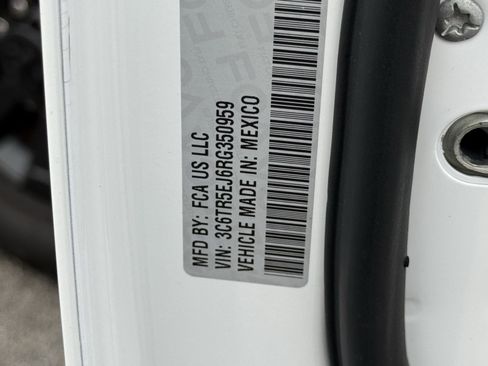 MFD BY: FCA US LLC
VIN: 3C6TR5EJ6RG350959
VEHICLE MADE IN: MEXICO